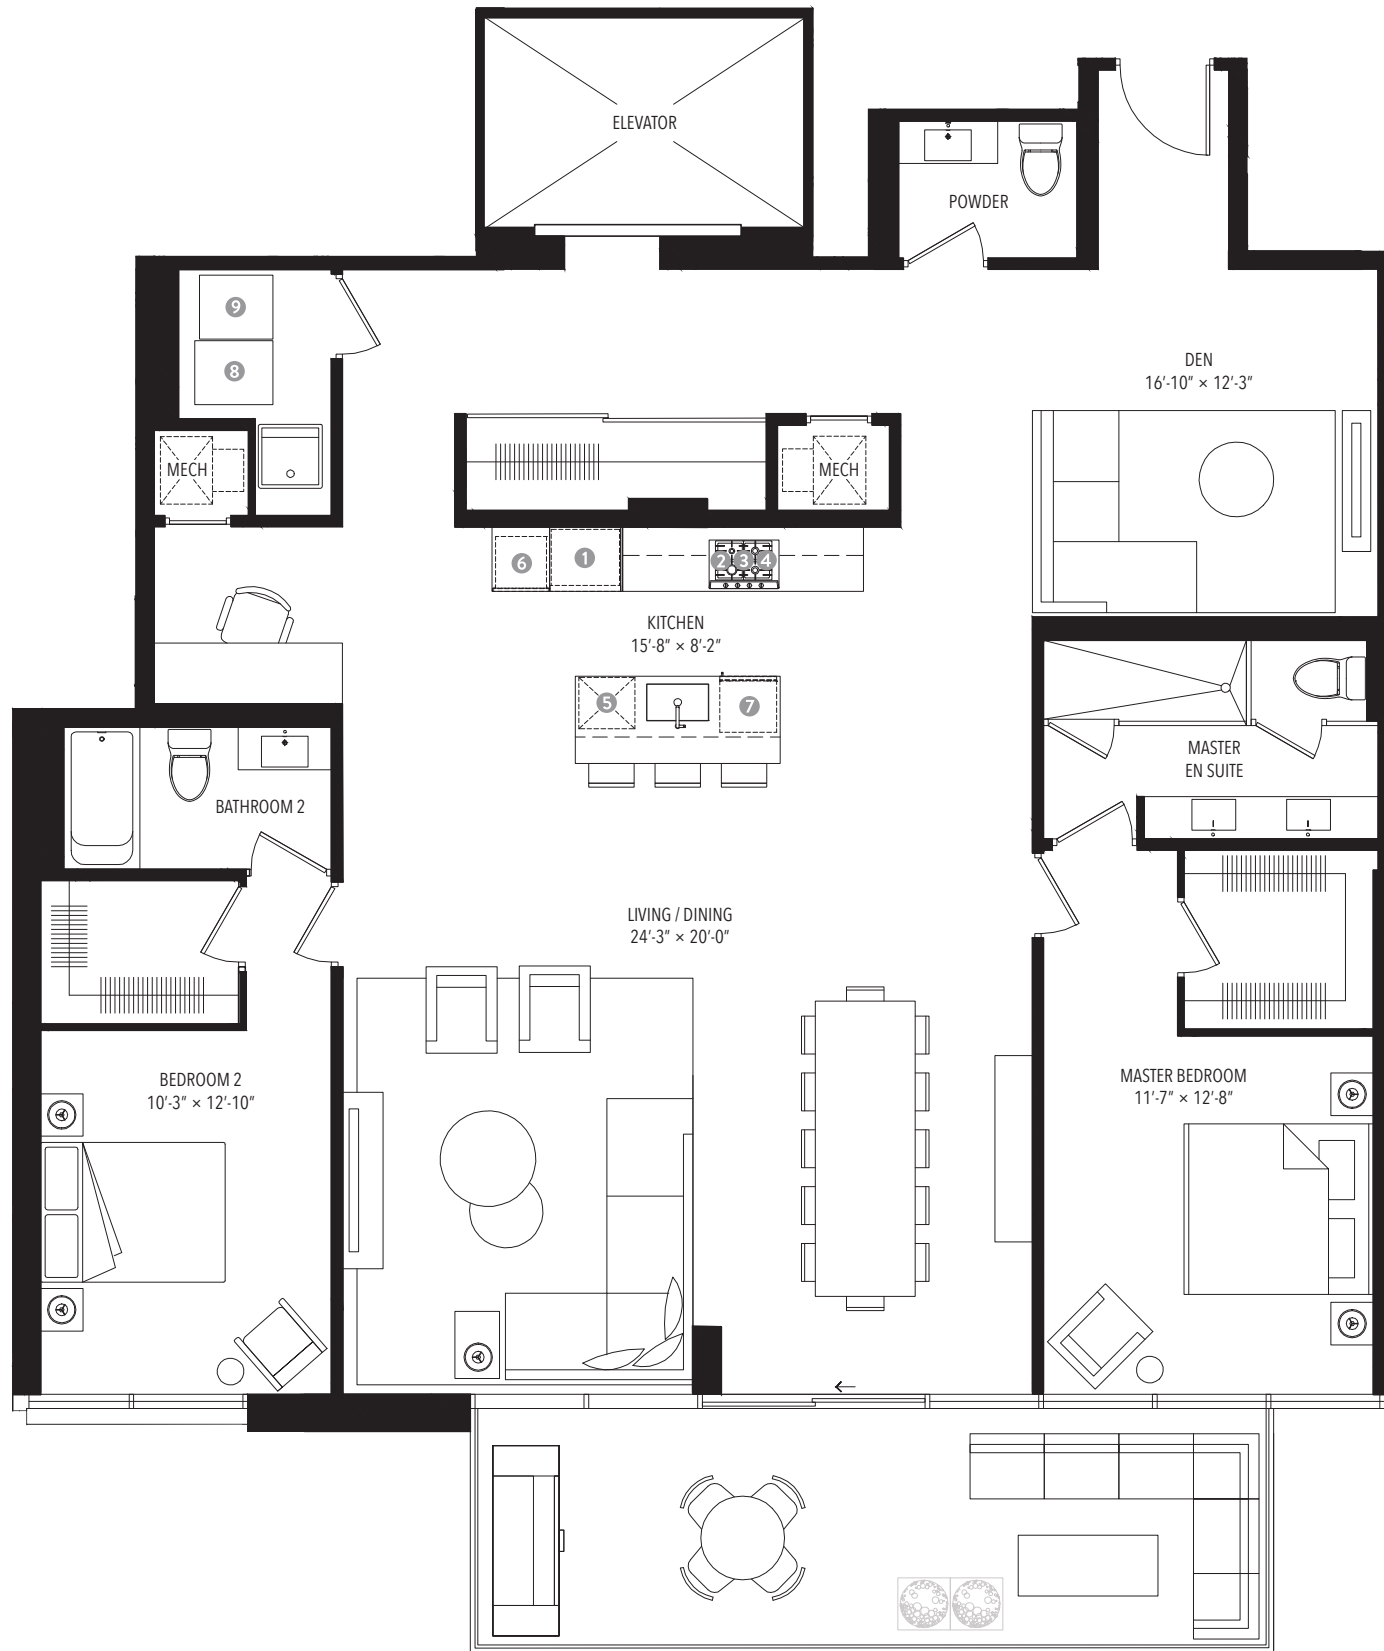 ELEVATOR
POWDER
9
8
DEN
16'-10" × 12'-3"
MECH
MECH
6
1
2
3
4
KITCHEN
15'-8" × 8'-2"
5
7
MASTER
EN SUITE
BATHROOM 2
LIVING / DINING
24'-3" × 20'-0"
BEDROOM 2
10'-3" × 12'-10"
MASTER BEDROOM
11'-7" × 12'-8"